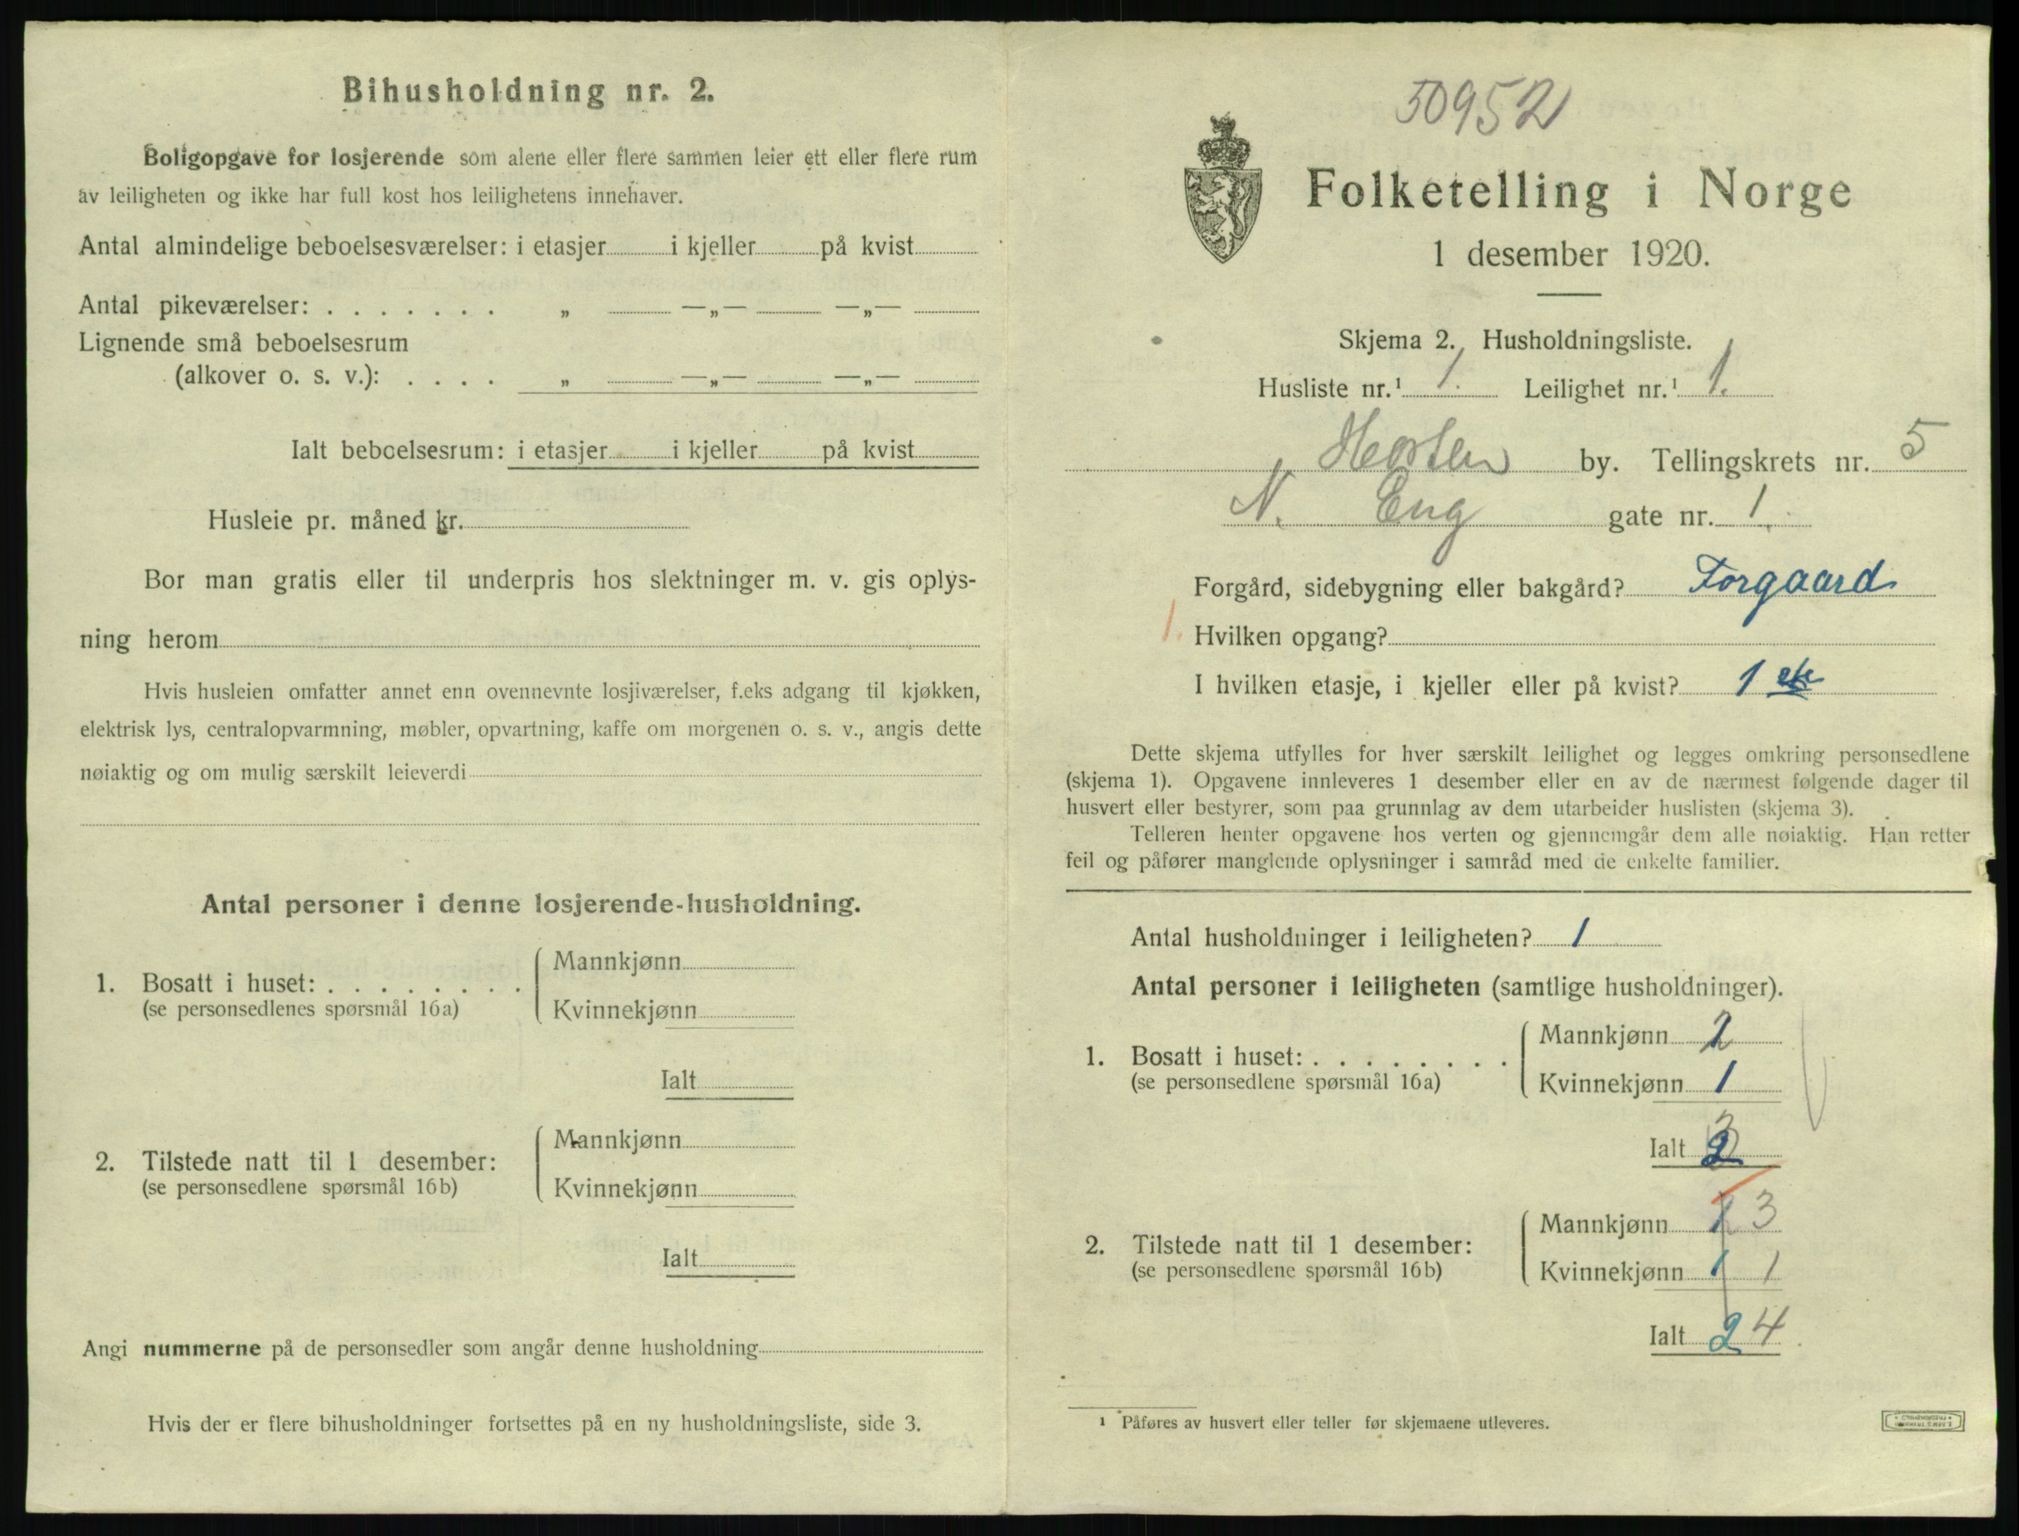 Bihusholdning nr. 2.
Boligopgave for losjerende som alene eller flere sammen leier ett eller flere rum
av leiligheten og ikke har full kost hos leilighetens innehaver.
Antal almindelige beboelsesværelser: i etasjer i kjeller på kvist
Antal pikeværelser: . . . . . . . „ —„— —„—
Lignende små beboelsesrum
(alkover o. s. v.): . . . . „ —„— —„—
Ialt beboelsesrum: i etasjer i kjeller på kvist
Husleie pr. måned kr.
Bor man gratis eller til underpris hos slektninger m. v. gis oplys-
ning herom
Hvis husleien omfatter annet enn ovennevnte losjiværelser, f.eks adgang til kjøkken,
elektrisk lys, centralopvarmning, møbler, opvartning, kaffe om morgenen o. s. v., angis dette
nøiaktig og om mulig særskilt leieverdi
Antal personer i denne losjerende-husholdning.
1. Bosatt i huset: . . . . . . . . Mannkjønn
(se personsedlenes spørsmål 16a) Kvinnekjønn
Ialt
2. Tilstede natt til 1 desember: Mannkjønn
(se personsedlene spørsmål 16b) Kvinnekjønn
Ialt
Angi nummerne på de personsedler som angår denne husholdning
Hvis der er flere bihusholdninger fortsettes på en ny husholdningsliste, side 3.
50952
Folketelling i Norge
1 desember 1920.
Skjema 2. Husholdningsliste.
Husliste nr.¹ 1. Leilighet nr.¹ 1.
Horten by. Tellingskrets nr. 5
N. Eng gate nr. 1.
Forgård, sidebygning eller bakgård? Forgaard
1. Hvilken opgang?
I hvilken etasje, i kjeller eller på kvist? 1 ste
Dette skjema utfylles for hver særskilt leilighet og legges omkring personsedlene
(skjema 1). Opgavene innleveres 1 desember eller en av de nærmest følgende dager til
husvert eller bestyrer, som paa grunnlag av dem utarbeider huslisten (skjema 3).
Telleren henter opgavene hos verten og gjennemgår dem alle nøiaktig. Han retter
feil og påfører manglende oplysninger i samråd med de enkelte familier.
Antal husholdninger i leiligheten? 1
Antal personer i leiligheten (samtlige husholdninger).
1. Bosatt i huset: . . . . . . . . Mannkjønn 2
(se personsedlene spørsmål 16a) Kvinnekjønn 1
Ialt 3
2. Tilstede natt til 1 desember: Mannkjønn 1 3
(se personsedlene spørsmål 16b) Kvinnekjønn 1 1
Ialt 2 4
¹ Påføres av husvert eller teller før skjemaene utleveres.